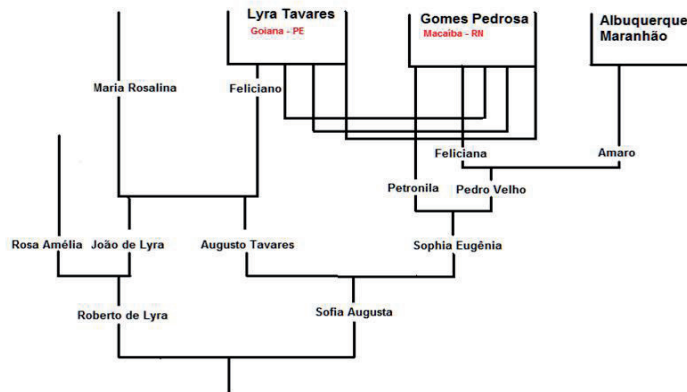 Lyra Tavares
Goiana - PE
Gomes Pedrosa
Macaiba - RN
Albuquerque
Maranhão
Maria Rosalina
Feliciano
Feliciana
Amaro
Petronila
Pedro Velho
Rosa Amélia
João de Lyra
Augusto Tavares
Sophia Eugênia
Roberto de Lyra
Sofia Augusta